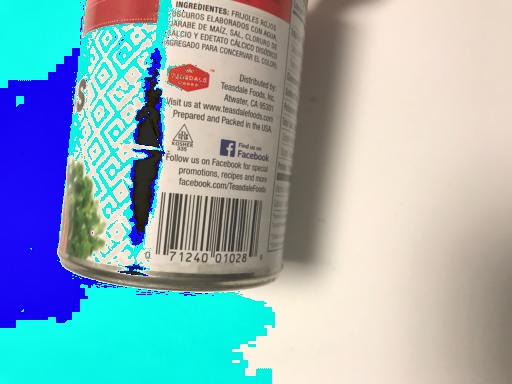 INGREDIENTES: FRIJOLES ROJOS
OSCUROS ELABORADOS CON AGUA,
JARABE DE MAÍZ, SAL, CLORURO DE
CALCIO Y EDETATO CÁLCICO DISÓDICO
AGREGADO PARA CONSERVAR EL COLOR.
TEASDALE
Distributed by:
Teasdale Foods, Inc.
Atwater, CA 95301
Visit us at www.teasdalefoods.com
Prepared and Packed in the USA
KOSHER
335
Find us on
Facebook
Follow us on Facebook for special
promotions, recipes and more
facebook.com/TeasdaleFoods
S
0 71240 01028